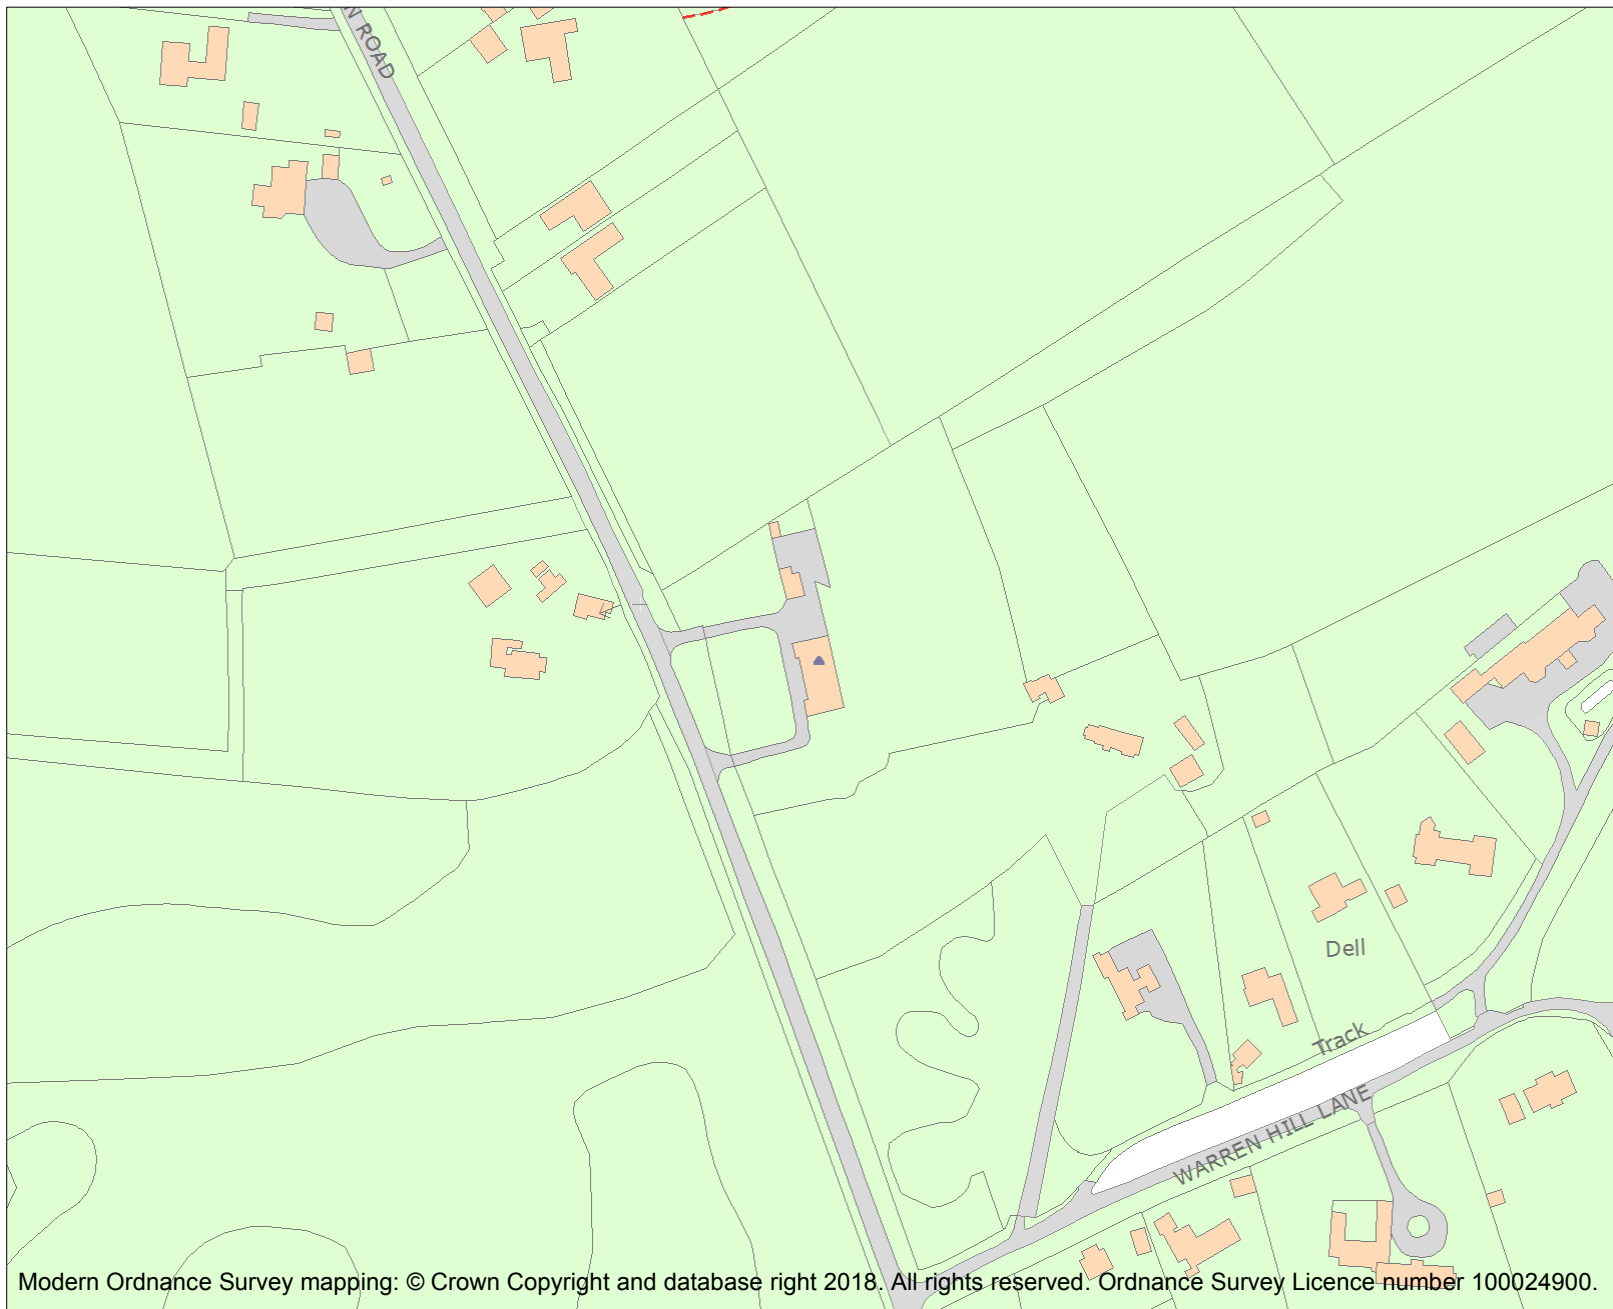 N ROAD
Dell
Track
WARREN HILL LANE
Modern Ordnance Survey mapping: © Crown Copyright and database right 2018. All rights reserved. Ordnance Survey Licence number 100024900.